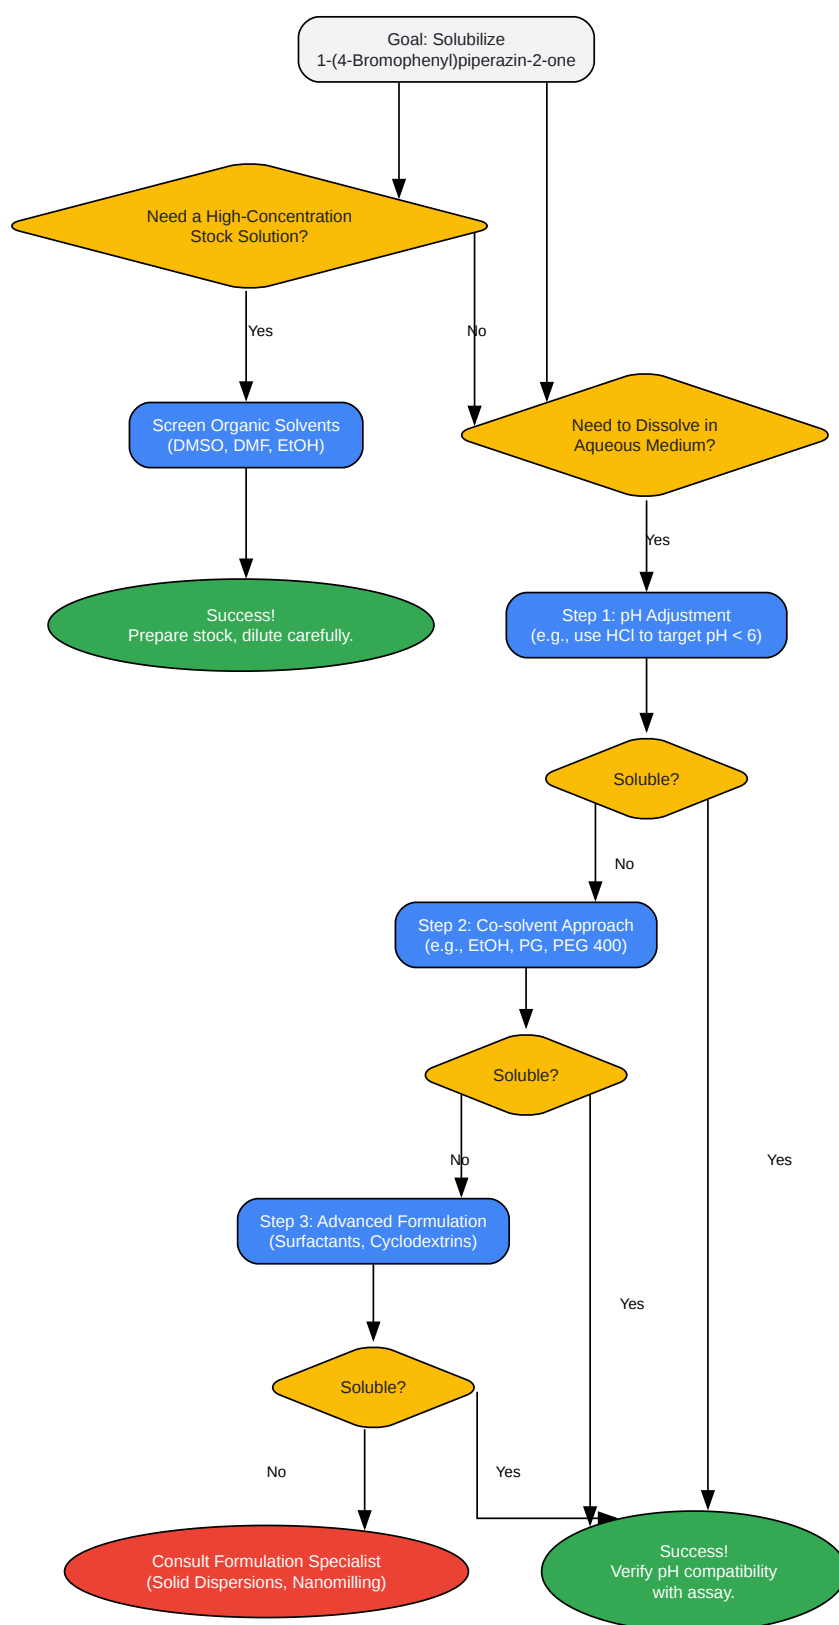 Goal: Solubilize
1-(4-Bromophenyl)piperazin-2-one
Need a High-Concentration
Stock Solution?
Yes
No
Screen Organic Solvents
(DMSO, DMF, EtOH)
Need to Dissolve in
Aqueous Medium?
Yes
Success!
Prepare stock, dilute carefully.
Step 1: pH Adjustment
(e.g., use HCl to target pH < 6)
Soluble?
No
Step 2: Co-solvent Approach
(e.g., EtOH, PG, PEG 400)
Soluble?
No
Yes
Step 3: Advanced Formulation
(Surfactants, Cyclodextrins)
Yes
Soluble?
No
Yes
Consult Formulation Specialist
(Solid Dispersions, Nanomilling)
Success!
Verify pH compatibility
with assay.